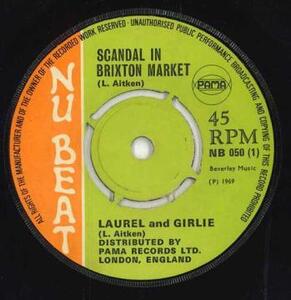 ALL RIGHTS OF THE MANUFACTURER AND OF THE OWNER OF THE RECORDED WORK RESERVED · UNAUTHORISED PUBLIC PERFORMANCE BROADCASTING AND COPYING OF THIS RECORD PROHIBITED
NU BEAT
SCANDAL IN
BRIXTON MARKET
(L. Aitken)
PAMA
45
RPM
NB 050 (1)
Beverley Music
(P) 1969
LAUREL and GIRLIE
(L. Aitken)
DISTRIBUTED BY
PAMA RECORDS LTD.
LONDON, ENGLAND